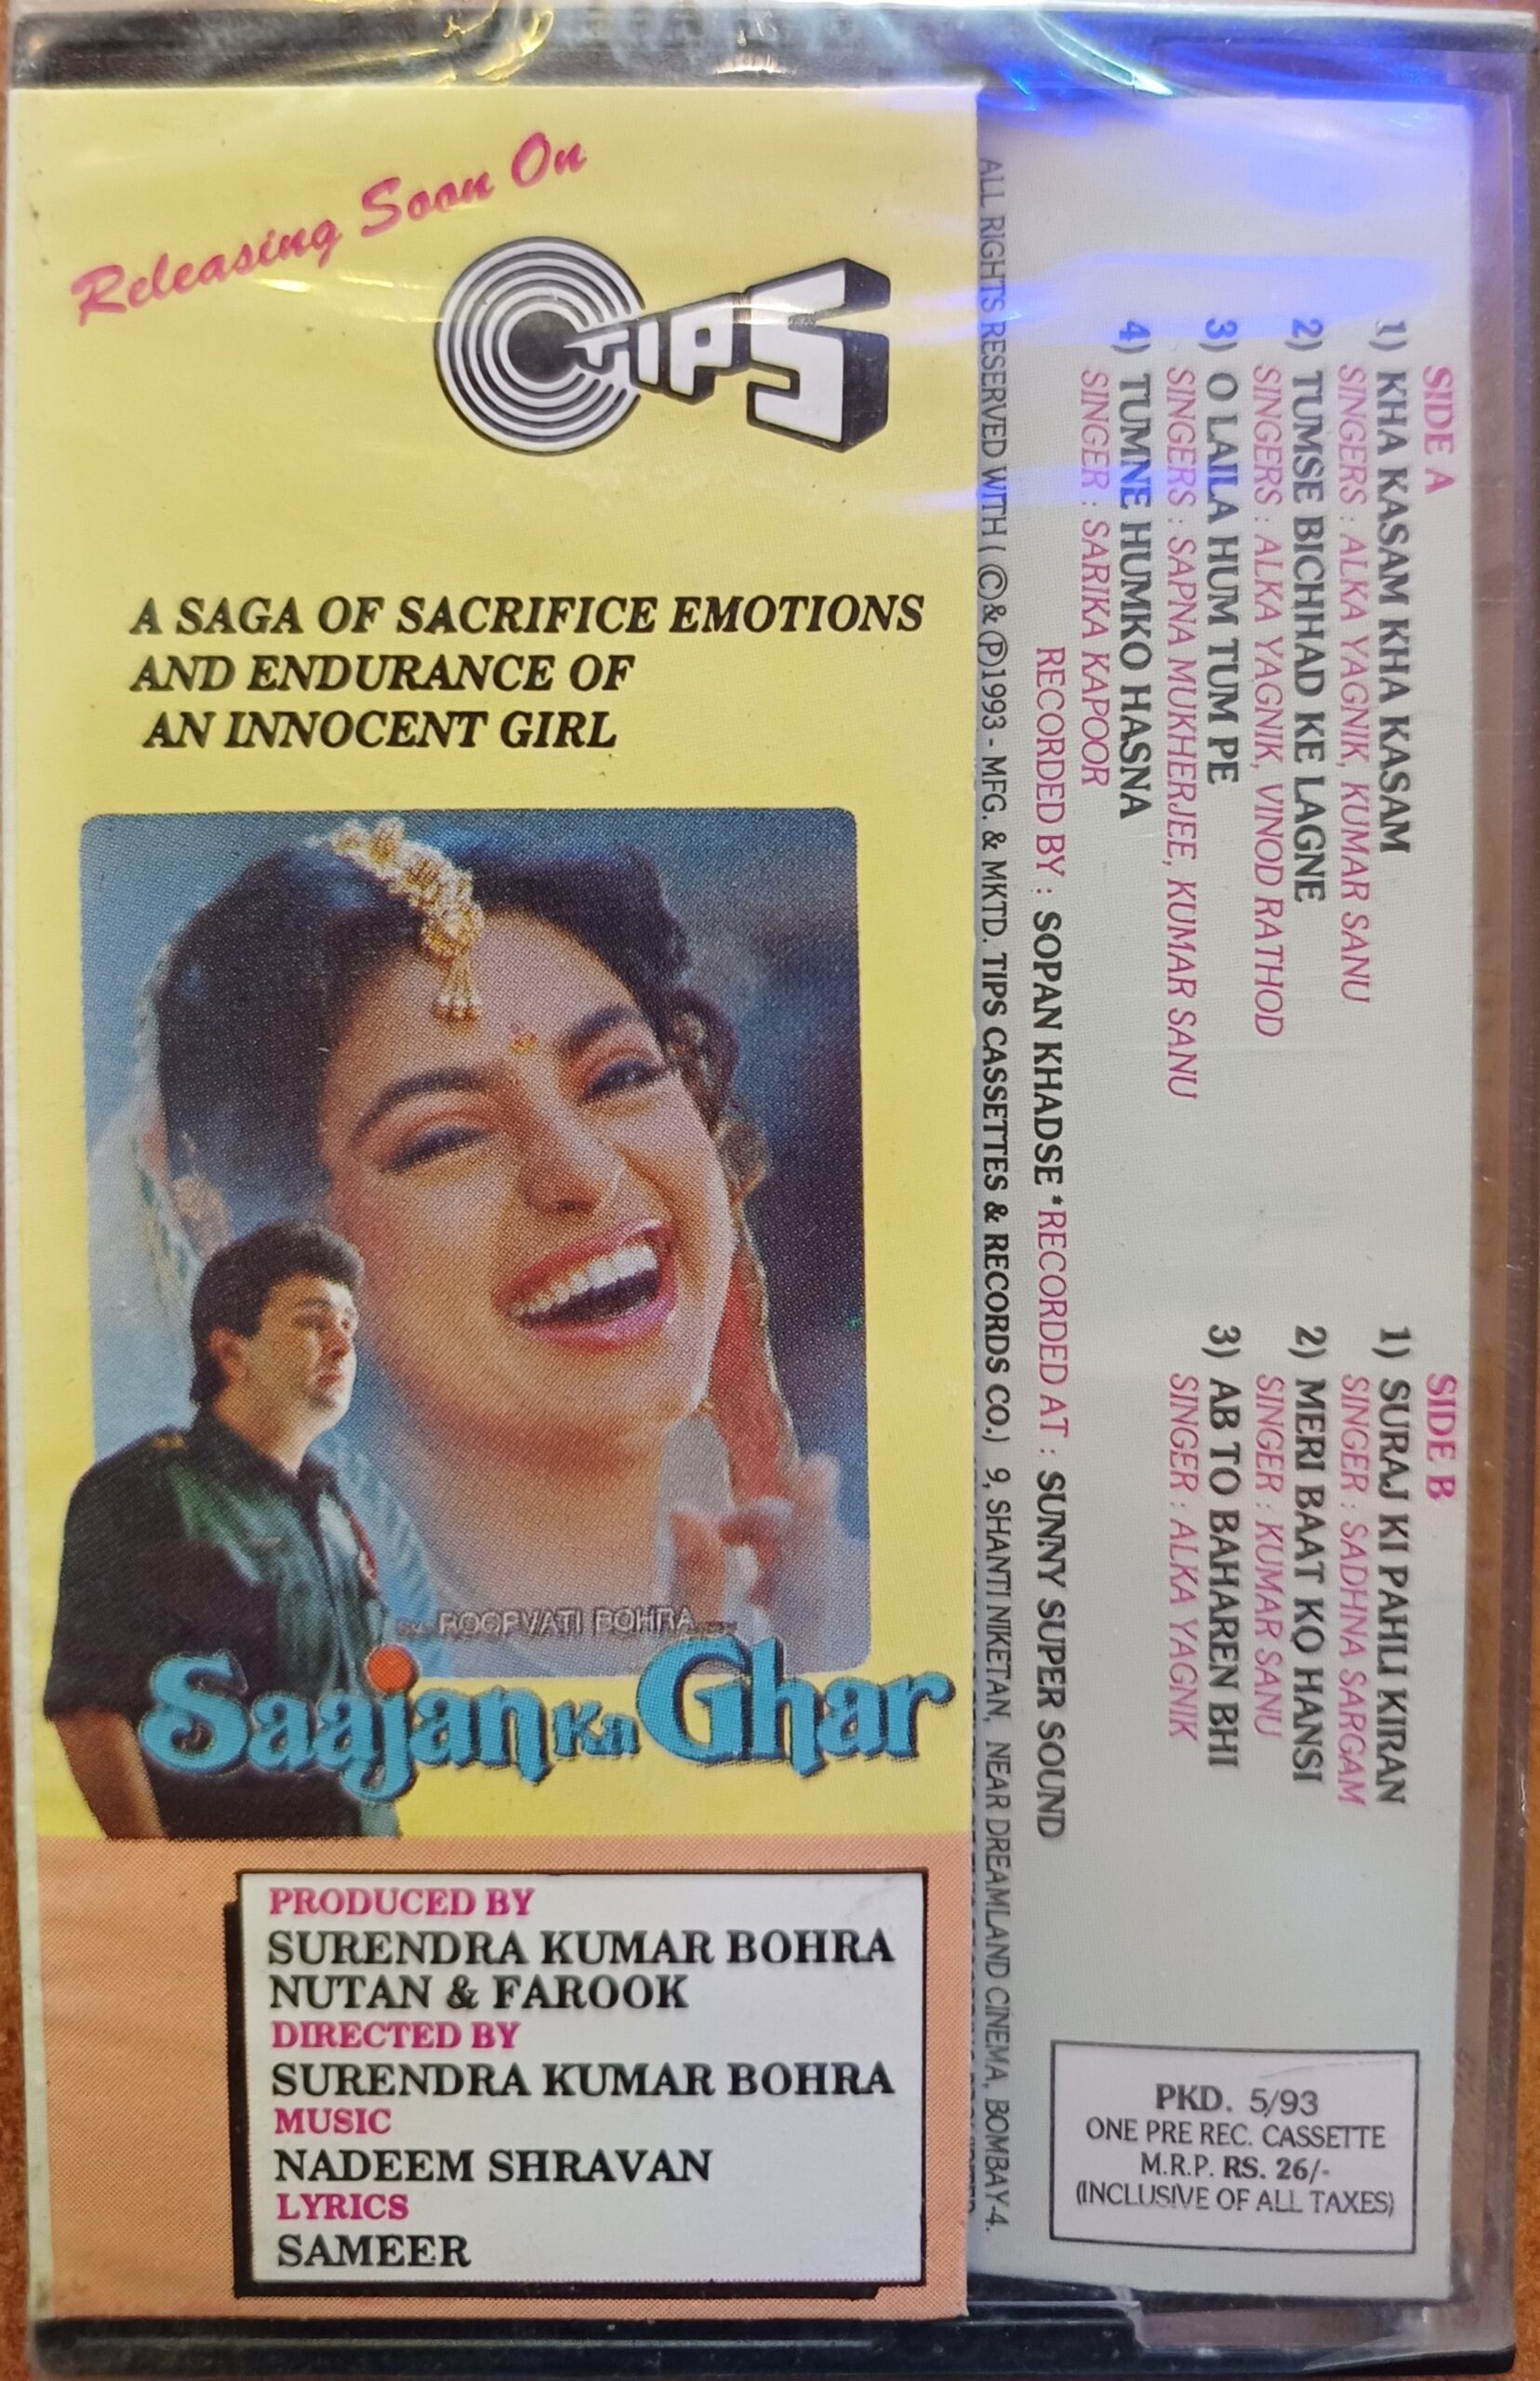 Releasing Soon On
TIPS
A SAGA OF SACRIFICE EMOTIONS
AND ENDURANCE OF
AN INNOCENT GIRL
ROOPVATI BOHRA
Saajan Ka Ghar
PRODUCED BY
SURENDRA KUMAR BOHRA
NUTAN & FAROOK
DIRECTED BY
SURENDRA KUMAR BOHRA
MUSIC
NADEEM SHRAVAN
LYRICS
SAMEER
SIDE A
1) KHA KASAM KHA KASAM
SINGERS : ALKA YAGNIK, KUMAR SANU
2) TUMSE BICHHAD KE LAGNE
SINGERS : ALKA YAGNIK, VINOD RATHOD
3) O LAILA HUM TUM PE
SINGERS : SAPNA MUKHERJEE, KUMAR SANU
4) TUMNE HUMKO HASNA
SINGER : SARIKA KAPOOR
SIDE B
1) SURAJ KI PAHLI KIRAN
SINGER : SADHNA SARGAM
2) MERI BAAT KO HANSI
SINGER : KUMAR SANU
3) AB TO BAHAREN BHI
SINGER : ALKA YAGNIK
RECORDED BY : SOPAN KHADSE * RECORDED AT : SUNNY SUPER SOUND
ALL RIGHTS RESERVED WITH ( ©& ℗1993 - MFG. & MKTD. TIPS CASSETTES & RECORDS CO.) 9, SHANTI NIKETAN, NEAR DREAMLAND CINEMA, BOMBAY-4.
PKD. 5/93
ONE PRE REC. CASSETTE
M.R.P. RS. 26/-
(INCLUSIVE OF ALL TAXES)